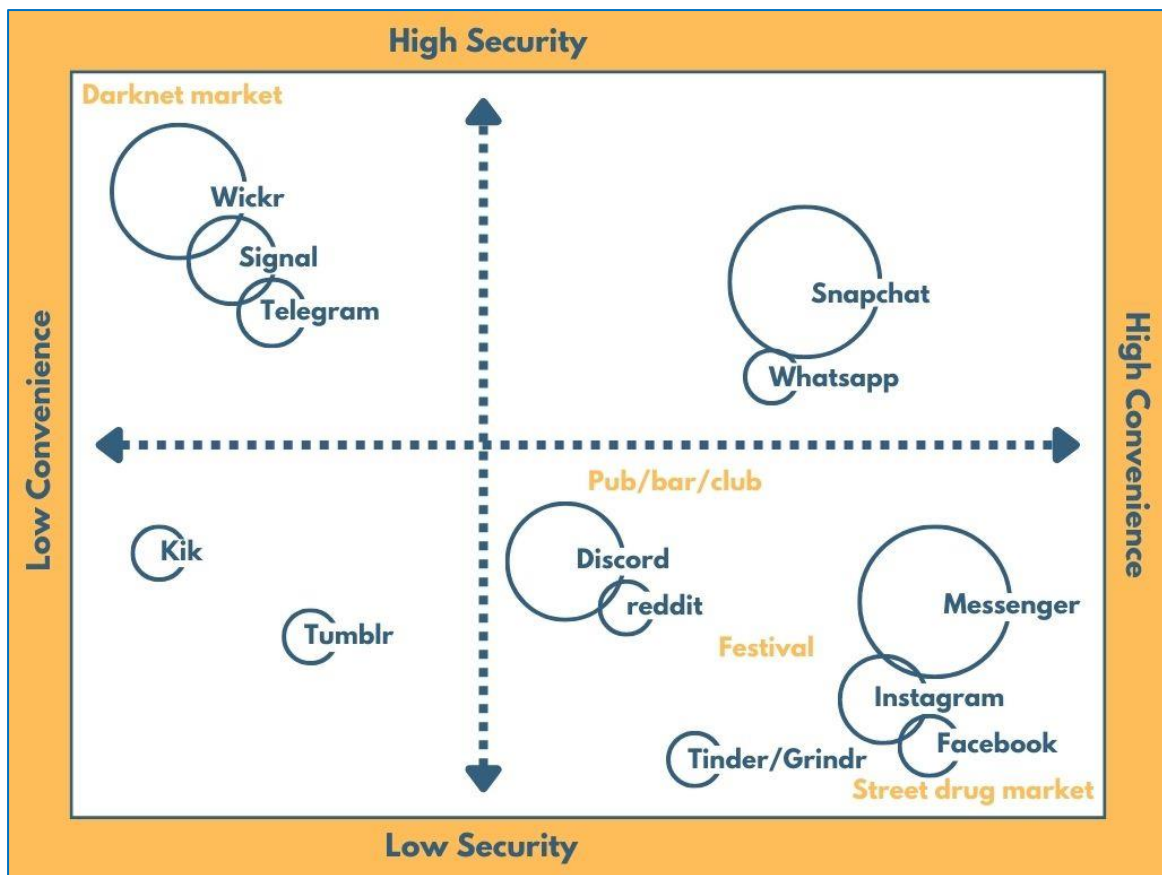 High Security
Darknet market
Wickr
Signal
Telegram
Snapchat
Whatsapp
Low Convenience
High Convenience
Pub/bar/club
Kik
Discord
reddit
Messenger
Tumblr
Festival
Instagram
Facebook
Tinder/Grindr
Street drug market
Low Security